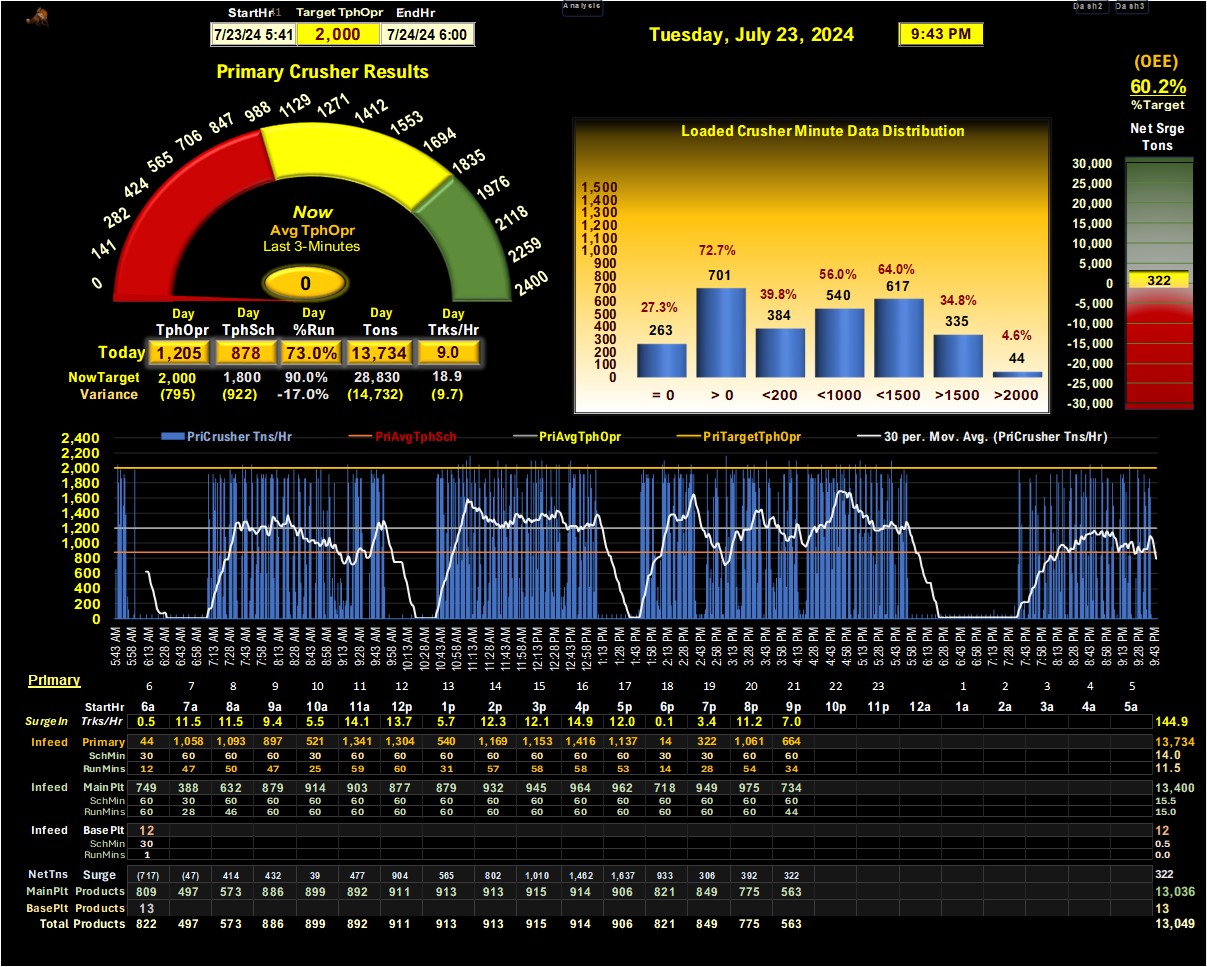 Analysis Dash2 Dash3
StartHr Target TphOpr EndHr
7/23/24 5:41 2,000 7/24/24 6:00
Tuesday, July 23, 2024 9:43 PM
(OEE)
60.2%
%Target
Net Srge
Tons
Primary Crusher Results
0 141 282 424 565 706 847 988 1129 1271 1412 1553 1694 1835 1976 2118 2259 2400
Now
Avg TphOpr
Last 3-Minutes
0
Day Day Day Day Day
TphOpr TphSch %Run Tons Trks/Hr
Today 1,205 878 73.0% 13,734 9.0
NowTarget 2,000 1,800 90.0% 28,830 18.9
Variance (795) (922) -17.0% (14,732) (9.7)
Loaded Crusher Minute Data Distribution
1,500
1,400
1,300
1,200
1,100
1,000
900
800
700
600
500
400
300
200
100
0
27.3% 72.7% 39.8% 56.0% 64.0% 34.8% 4.6%
263 701 384 540 617 335 44
= 0 > 0 <200 <1000 <1500 >1500 >2000
30,000
25,000
20,000
15,000
10,000
5,000
0
-5,000
-10,000
-15,000
-20,000
-25,000
-30,000
322
PriCrusher Tns/Hr PriAvgTphSch PriAvgTphOpr PriTargetTphOpr 30 per. Mov. Avg. (PriCrusher Tns/Hr)
2,400
2,200
2,000
1,800
1,600
1,400
1,200
1,000
800
600
400
200
0
5:43 AM 5:58 AM 6:13 AM 6:28 AM 6:43 AM 6:58 AM 7:13 AM 7:28 AM 7:43 AM 7:58 AM 8:13 AM 8:28 AM 8:43 AM 8:58 AM 9:13 AM 9:28 AM 9:43 AM 9:58 AM 10:13 AM 10:28 AM 10:43 AM 10:58 AM 11:13 AM 11:28 AM 11:43 AM 11:58 AM 12:13 PM 12:28 PM 12:43 PM 12:58 PM 1:13 PM 1:28 PM 1:43 PM 1:58 PM 2:13 PM 2:28 PM 2:43 PM 2:58 PM 3:13 PM 3:28 PM 3:43 PM 3:58 PM 4:13 PM 4:28 PM 4:43 PM 4:58 PM 5:13 PM 5:28 PM 5:43 PM 5:58 PM 6:13 PM 6:28 PM 6:43 PM 6:58 PM 7:13 PM 7:28 PM 7:43 PM 7:58 PM 8:13 PM 8:28 PM 8:43 PM 8:58 PM 9:13 PM 9:28 PM 9:43 PM
Primary 6 7 8 9 10 11 12 13 14 15 16 17 18 19 20 21 22 23 1 2 3 4 5
StartHr 6a 7a 8a 9a 10a 11a 12p 1p 2p 3p 4p 5p 6p 7p 8p 9p 10p 11p 12a 1a 2a 3a 4a 5a
SurgeIn Trks/Hr 0.5 11.5 11.5 9.4 5.5 14.1 13.7 5.7 12.3 12.1 14.9 12.0 0.1 3.4 11.2 7.0 144.9
Infeed Primary 44 1,058 1,093 897 521 1,341 1,304 540 1,169 1,153 1,416 1,137 14 322 1,061 664 13,734
SchMin 30 60 60 60 30 60 60 30 60 60 60 60 30 30 60 60 14.0
RunMins 12 47 50 47 25 59 60 31 57 58 58 53 14 28 54 34 11.5
Infeed MainPlt 749 388 632 879 914 903 877 879 932 945 964 962 718 949 975 734 13,400
SchMin 60 30 60 60 60 60 60 60 60 60 60 60 60 60 60 60 15.5
RunMins 60 28 46 60 60 60 60 60 60 60 60 60 60 60 60 44 15.0
Infeed Base Plt 12 12
SchMin 30 0.5
RunMins 1 0.0
NetTns Surge (717) (47) 414 432 39 477 904 565 802 1,010 1,462 1,637 933 306 392 322 322
MainPlt Products 809 497 573 886 899 892 911 913 913 915 914 906 821 849 775 563 13,036
BasePlt Products 13 13
Total Products 822 497 573 886 899 892 911 913 913 915 914 906 821 849 775 563 13,049